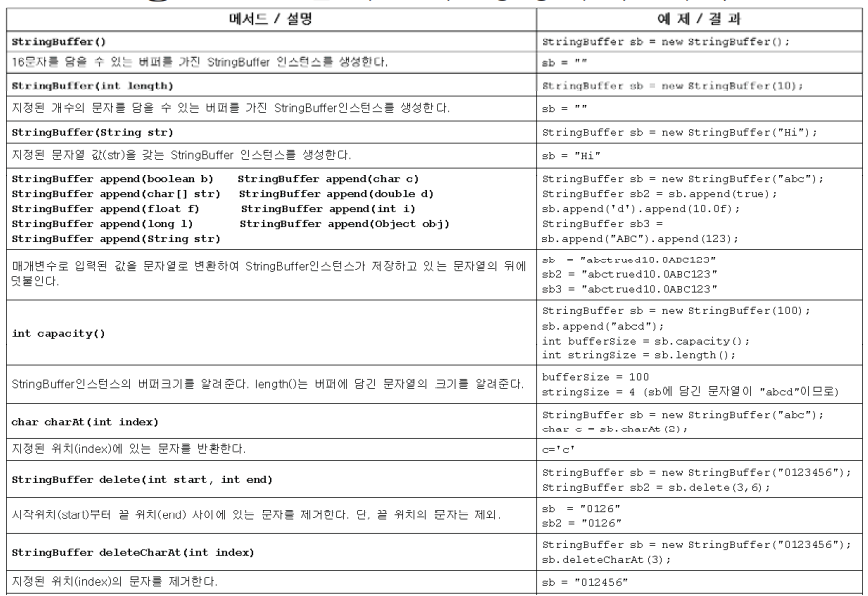 메서드 / 설명
예 제 / 결 과
StringBuffer()
StringBuffer sb = new StringBuffer();
16문자를 담을 수 있는 버퍼를 가진 StringBuffer 인스턴스를 생성한다.
sb = ""
StringBuffer(int length)
StringBuffer sb = new StringBuffer(10);
지정된 개수의 문자를 담을 수 있는 버퍼를 가진 StringBuffer인스턴스를 생성한다.
sb = ""
StringBuffer(String str)
StringBuffer sb = new StringBuffer("Hi");
지정된 문자열 값(str)을 갖는 StringBuffer 인스턴스를 생성한다.
sb = "Hi"
StringBuffer append(boolean b) StringBuffer append(char c)
StringBuffer append(char[] str) StringBuffer append(double d)
StringBuffer append(float f) StringBuffer append(int i)
StringBuffer append(long l) StringBuffer append(Object obj)
StringBuffer append(String str)
StringBuffer sb = new StringBuffer("abc");
StringBuffer sb2 = sb.append(true);
sb.append('d').append(10.0f);
StringBuffer sb3 =
sb.append("ABC").append(123);
매개변수로 입력된 값을 문자열로 변환하여 StringBuffer인스턴스가 저장하고 있는 문자열의 뒤에
덧붙인다.
sb = "abctrued10.0ABC123"
sb2 = "abctrued10.0ABC123"
sb3 = "abctrued10.0ABC123"
int capacity()
StringBuffer sb = new StringBuffer(100);
sb.append("abcd");
int bufferSize = sb.capacity();
int stringSize = sb.length();
StringBuffer인스턴스의 버퍼크기를 알려준다. length()는 버퍼에 담긴 문자열의 크기를 알려준다.
bufferSize = 100
stringSize = 4 (sb에 담긴 문자열이 "abcd"이므로)
char charAt(int index)
StringBuffer sb = new StringBuffer("abc");
char c = sb.charAt(2);
지정된 위치(index)에 있는 문자를 반환한다.
c='c'
StringBuffer delete(int start, int end)
StringBuffer sb = new StringBuffer("0123456");
StringBuffer sb2 = sb.delete(3,6);
시작위치(start)부터 끝 위치(end) 사이에 있는 문자를 제거한다. 단, 끝 위치의 문자는 제외.
sb = "0126"
sb2 = "0126"
StringBuffer deleteCharAt(int index)
StringBuffer sb = new StringBuffer("0123456");
sb.deleteCharAt(3);
지정된 위치(index)의 문자를 제거한다.
sb = "012456"